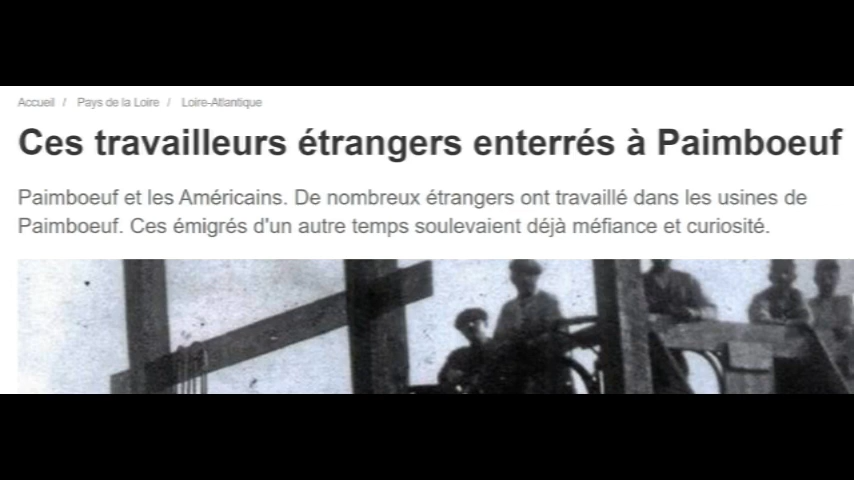 Accueil / Pays de la Loire / Loire-Atlantique
Ces travailleurs étrangers enterrés à Paimboeuf
Paimboeuf et les Américains. De nombreux étrangers ont travaillé dans les usines de
Paimboeuf. Ces émigrés d'un autre temps soulevaient déjà méfiance et curiosité.